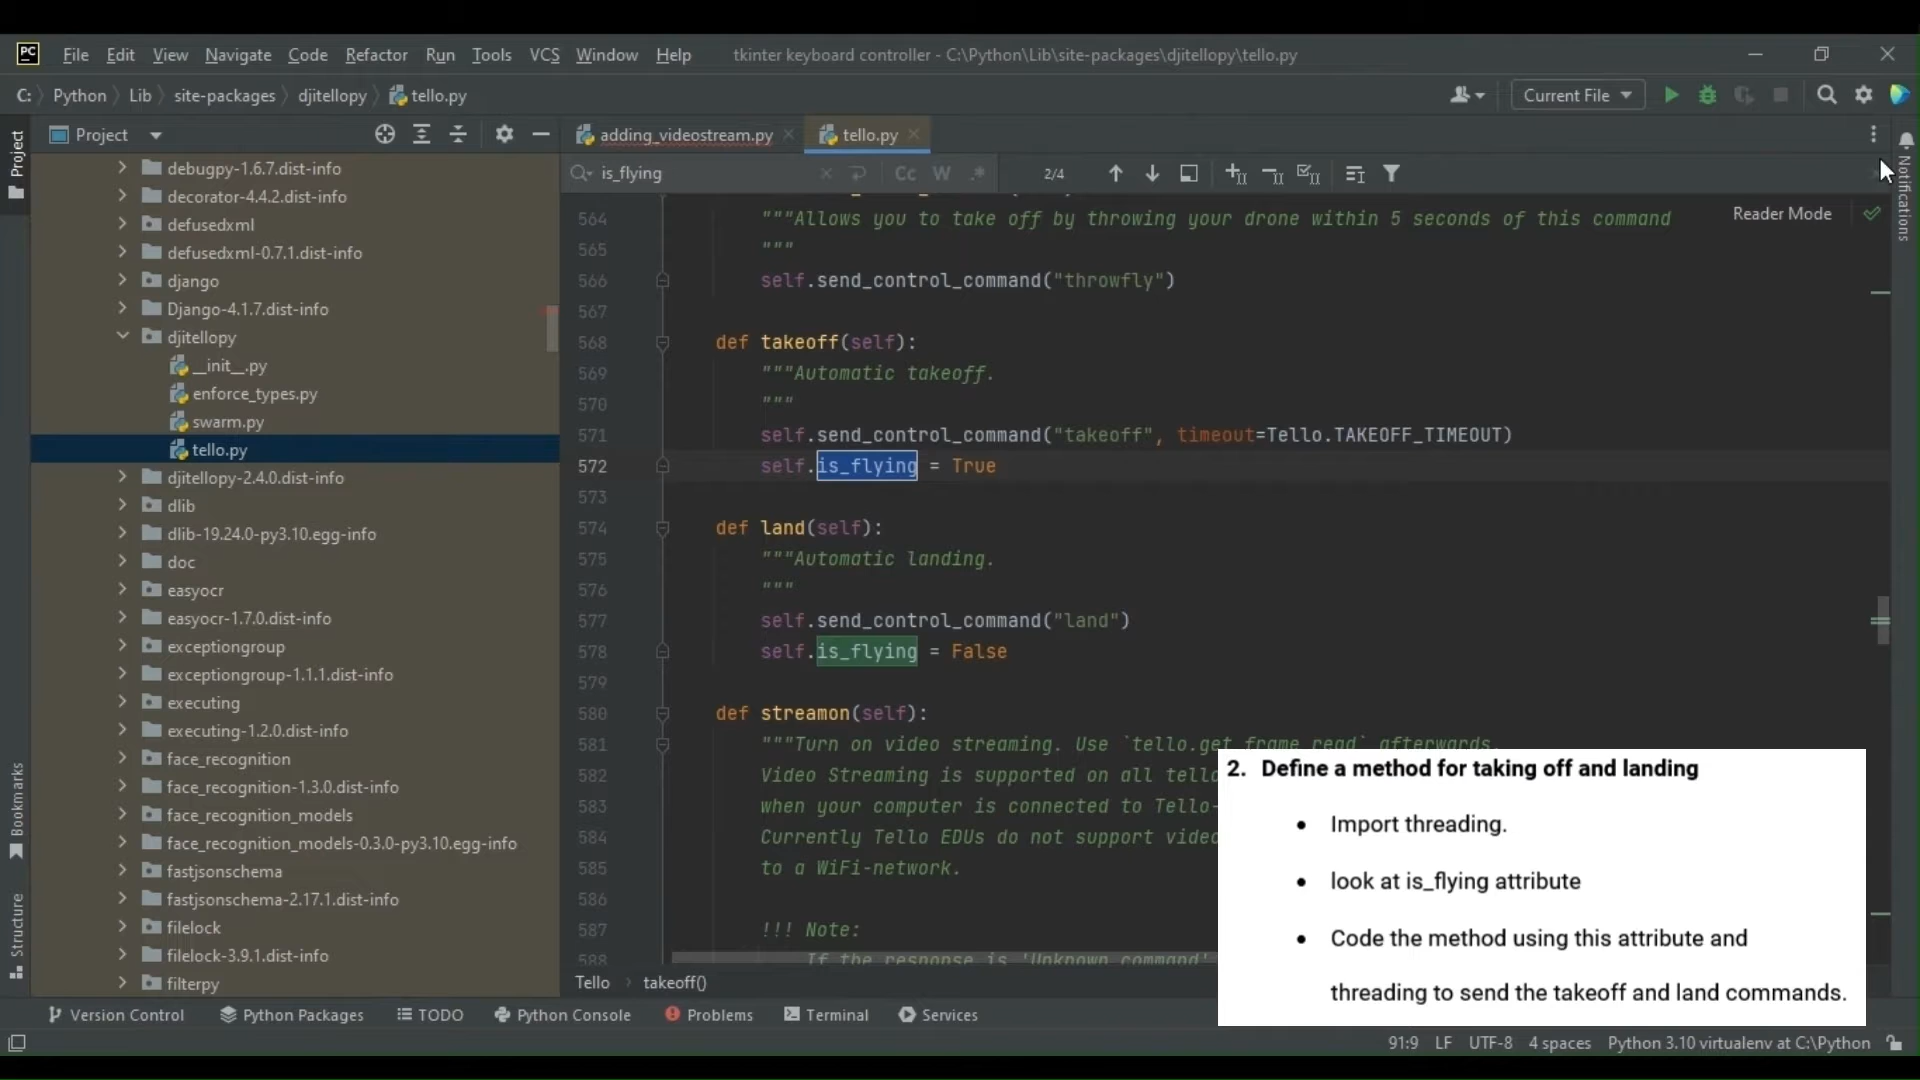 PC File Edit View Navigate Code Refactor Run Tools VCS Window Help tkinter keyboard controller - C:\Python\Lib\site-packages\djitellopy\tello.py
C: Python Lib site-packages djitellopy tello.py Current File
Project
Project
adding_videostream.py tello.py
Notifications
is_flying Cc W .* 2/4
Reader Mode
debugpy-1.6.7.dist-info
decorator-4.4.2.dist-info
defusedxml
defusedxml-0.7.1.dist-info
django
Django-4.1.7.dist-info
djitellopy
__init__.py
enforce_types.py
swarm.py
tello.py
djitellopy-2.4.0.dist-info
dlib
dlib-19.24.0-py3.10.egg-info
doc
easyocr
easyocr-1.7.0.dist-info
exceptiongroup
exceptiongroup-1.1.1.dist-info
executing
executing-1.2.0.dist-info
face_recognition
face_recognition-1.3.0.dist-info
face_recognition_models
face_recognition_models-0.3.0-py3.10.egg-info
fastjsonschema
fastjsonschema-2.17.1.dist-info
filelock
filelock-3.9.1.dist-info
filterpy
Bookmarks
Structure
564 """Allows you to take off by throwing your drone within 5 seconds of this command
565 """
566 self.send_control_command("throwfly")
567
568 def takeoff(self):
569 """Automatic takeoff.
570 """
571 self.send_control_command("takeoff", timeout=Tello.TAKEOFF_TIMEOUT)
572 self.is_flying = True
573
574 def land(self):
575 """Automatic landing.
576 """
577 self.send_control_command("land")
578 self.is_flying = False
579
580 def streamon(self):
581 """Turn on video streaming. Use `tello.get_frame_read` afterwards.
582 Video Streaming is supported on all tello
583 when your computer is connected to Tello-
584 Currently Tello EDUs do not support video
585 to a WiFi-network.
586
587 !!! Note:
588 If the response is 'Unknown command'
Tello takeoff()
2. Define a method for taking off and landing
• Import threading.
• look at is_flying attribute
• Code the method using this attribute and
threading to send the takeoff and land commands.
Version Control Python Packages TODO Python Console Problems Terminal Services
91:9 LF UTF-8 4 spaces Python 3.10 virtualenv at C:\Python